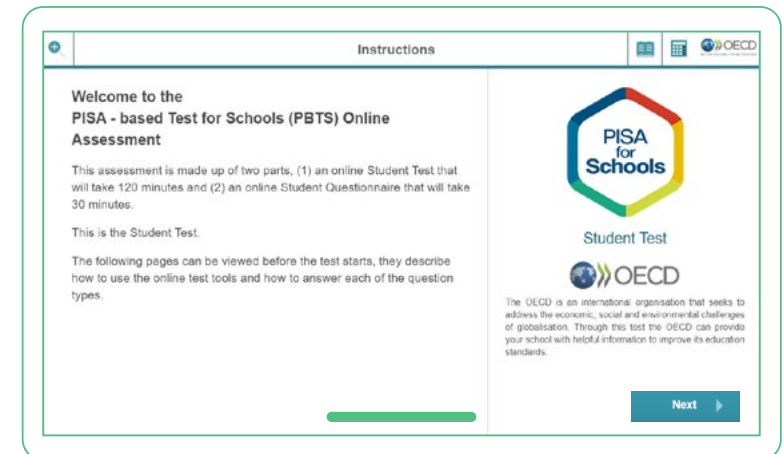 Instructions
OECD
Welcome to the
PISA - based Test for Schools (PBTS) Online
Assessment
This assessment is made up of two parts, (1) an online Student Test that
will take 120 minutes and (2) an online Student Questionnaire that will take
30 minutes.
This is the Student Test.
The following pages can be viewed before the test starts, they describe
how to use the online test tools and how to answer each of the question
types.
PISA
for
Schools
Student Test
OECD
The OECD is an international organisation that seeks to
address the economic, social and environmental challenges
of globalisation. Through this test the OECD can provide
your school with helpful information to improve its education
standards.
Next